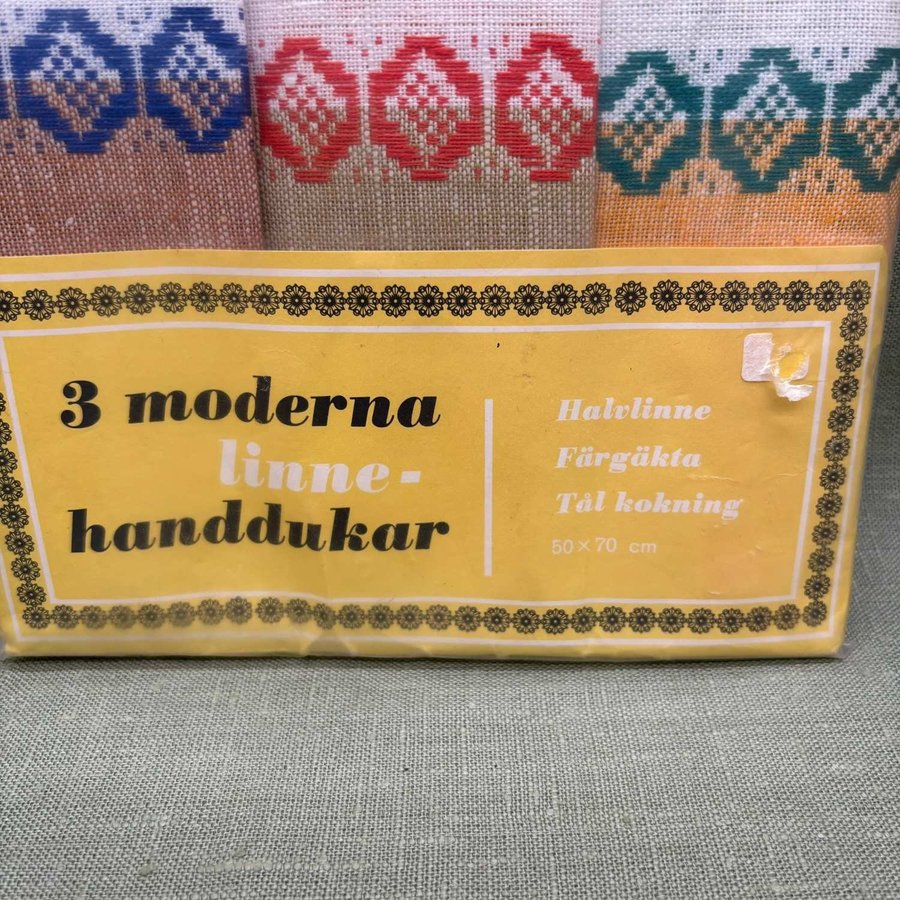 3 moderna
linne-
handdukar
Halvlinne
Färgäkta
Tål kokning
50 × 70 cm